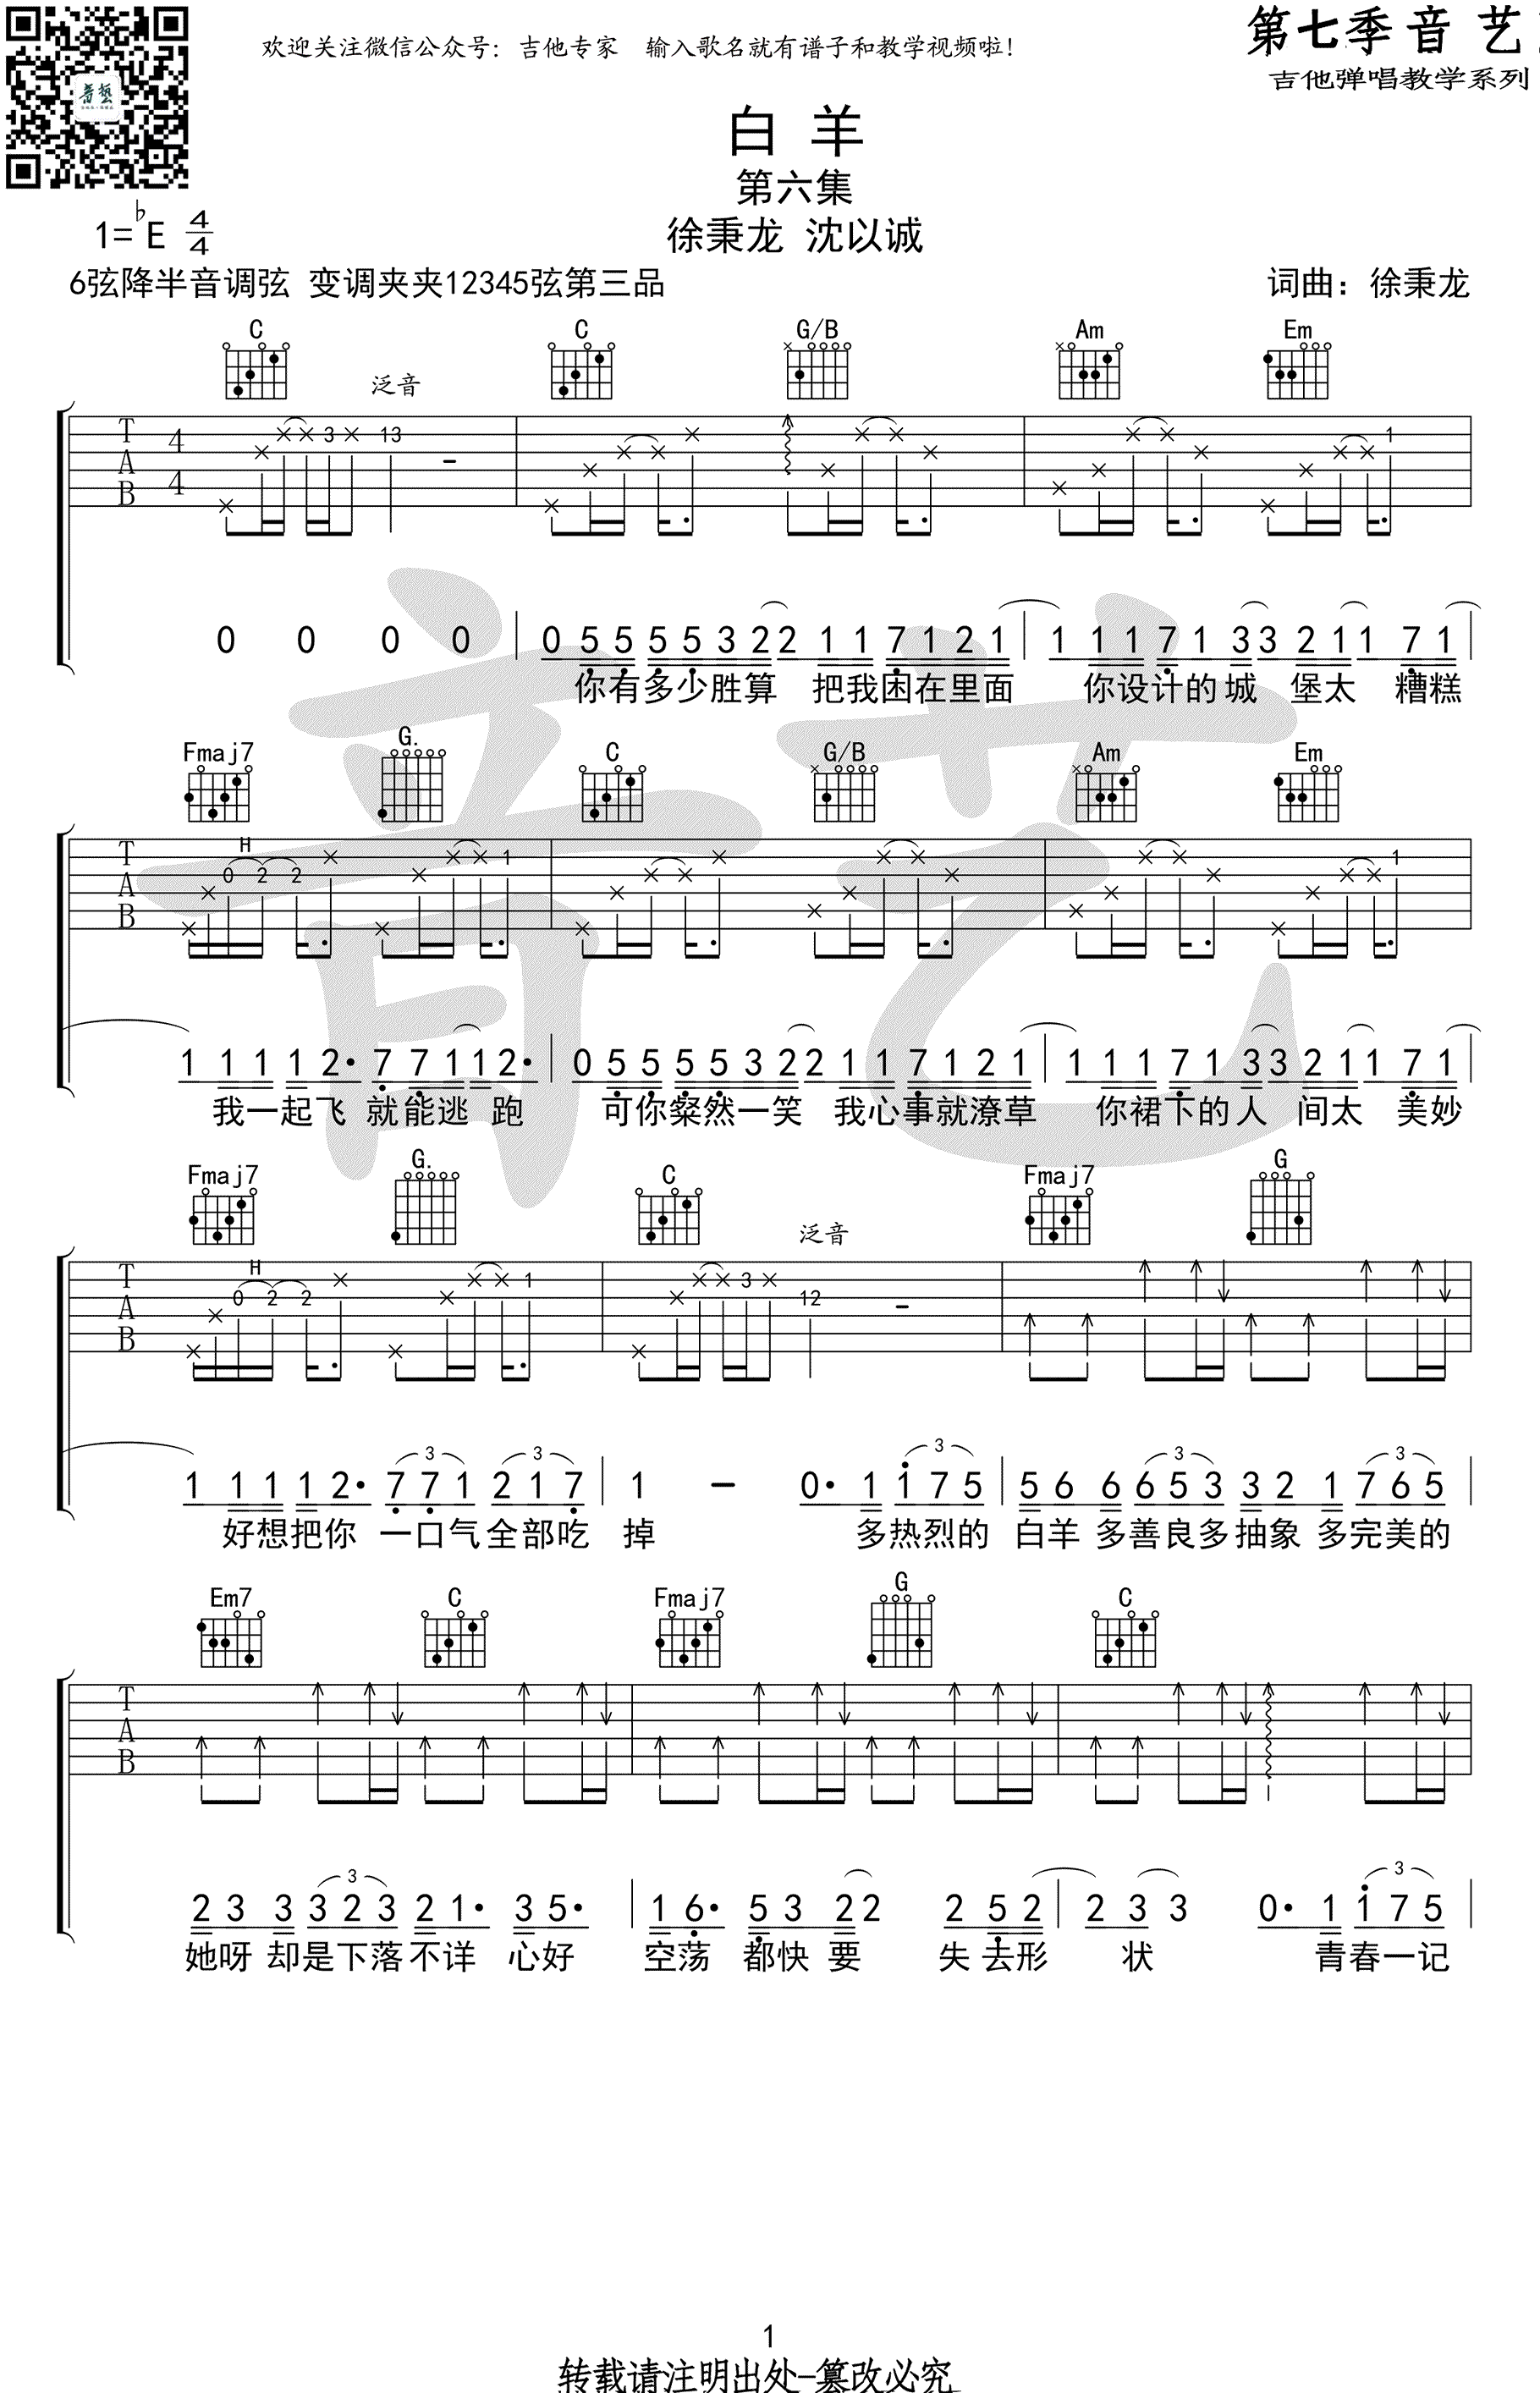 欢迎关注微信公众号：吉他专家 输入歌名就有谱子和教学视频啦！
第七季音艺
吉他弹唱教学系列
白 羊
第六集
1=♭E 4/4
徐秉龙 沈以诚
6弦降半音调弦 变调夹夹12345弦第三品
词曲：徐秉龙
C C G/B Am Em
泛音
T A B 4 4 3 13 1
0 0 0 0 0 5 5 5 5 3 2 2 1 1 7 1 2 1 1 1 1 7 1 3 3 2 1 1 7 1
你有多少胜算 把我困在里面 你设计的城 堡太 糟糕
Fmaj7 G. C G/B Am Em
H
T A B 0 2 2 1 1
1 1 1 1 2· 7 7 1 1 2· 0 5 5 5 5 3 2 2 1 1 7 1 2 1 1 1 1 7 1 3 3 2 1 1 7 1
我一起飞 就能逃 跑 可你粲然一笑 我心事就潦草 你裙下的人 间太 美妙
Fmaj7 G. C Fmaj7 G
H 泛音
T A B 0 2 2 1 3 12
3 3 3 3 3
1 1 1 1 2· 7 7 1 2 1 7 1 – 0· 1 1 7 5 5 6 6 6 5 3 3 2 1 7 6 5
好想把你 一口气 全部吃 掉 多热烈的 白羊 多善良多 抽象 多完美的
Em7 C Fmaj7 G C
T A B
3 3
2 3 3 3 2 3 2 1· 3 5· 1 6· 5 3 2 2 2 5 2 2 3 3 0· 1 1 7 5
她呀 却是下落不详 心好 空荡 都快 要 失 去形 状 青春一记
1
转载请注明出处-篡改必究
音艺